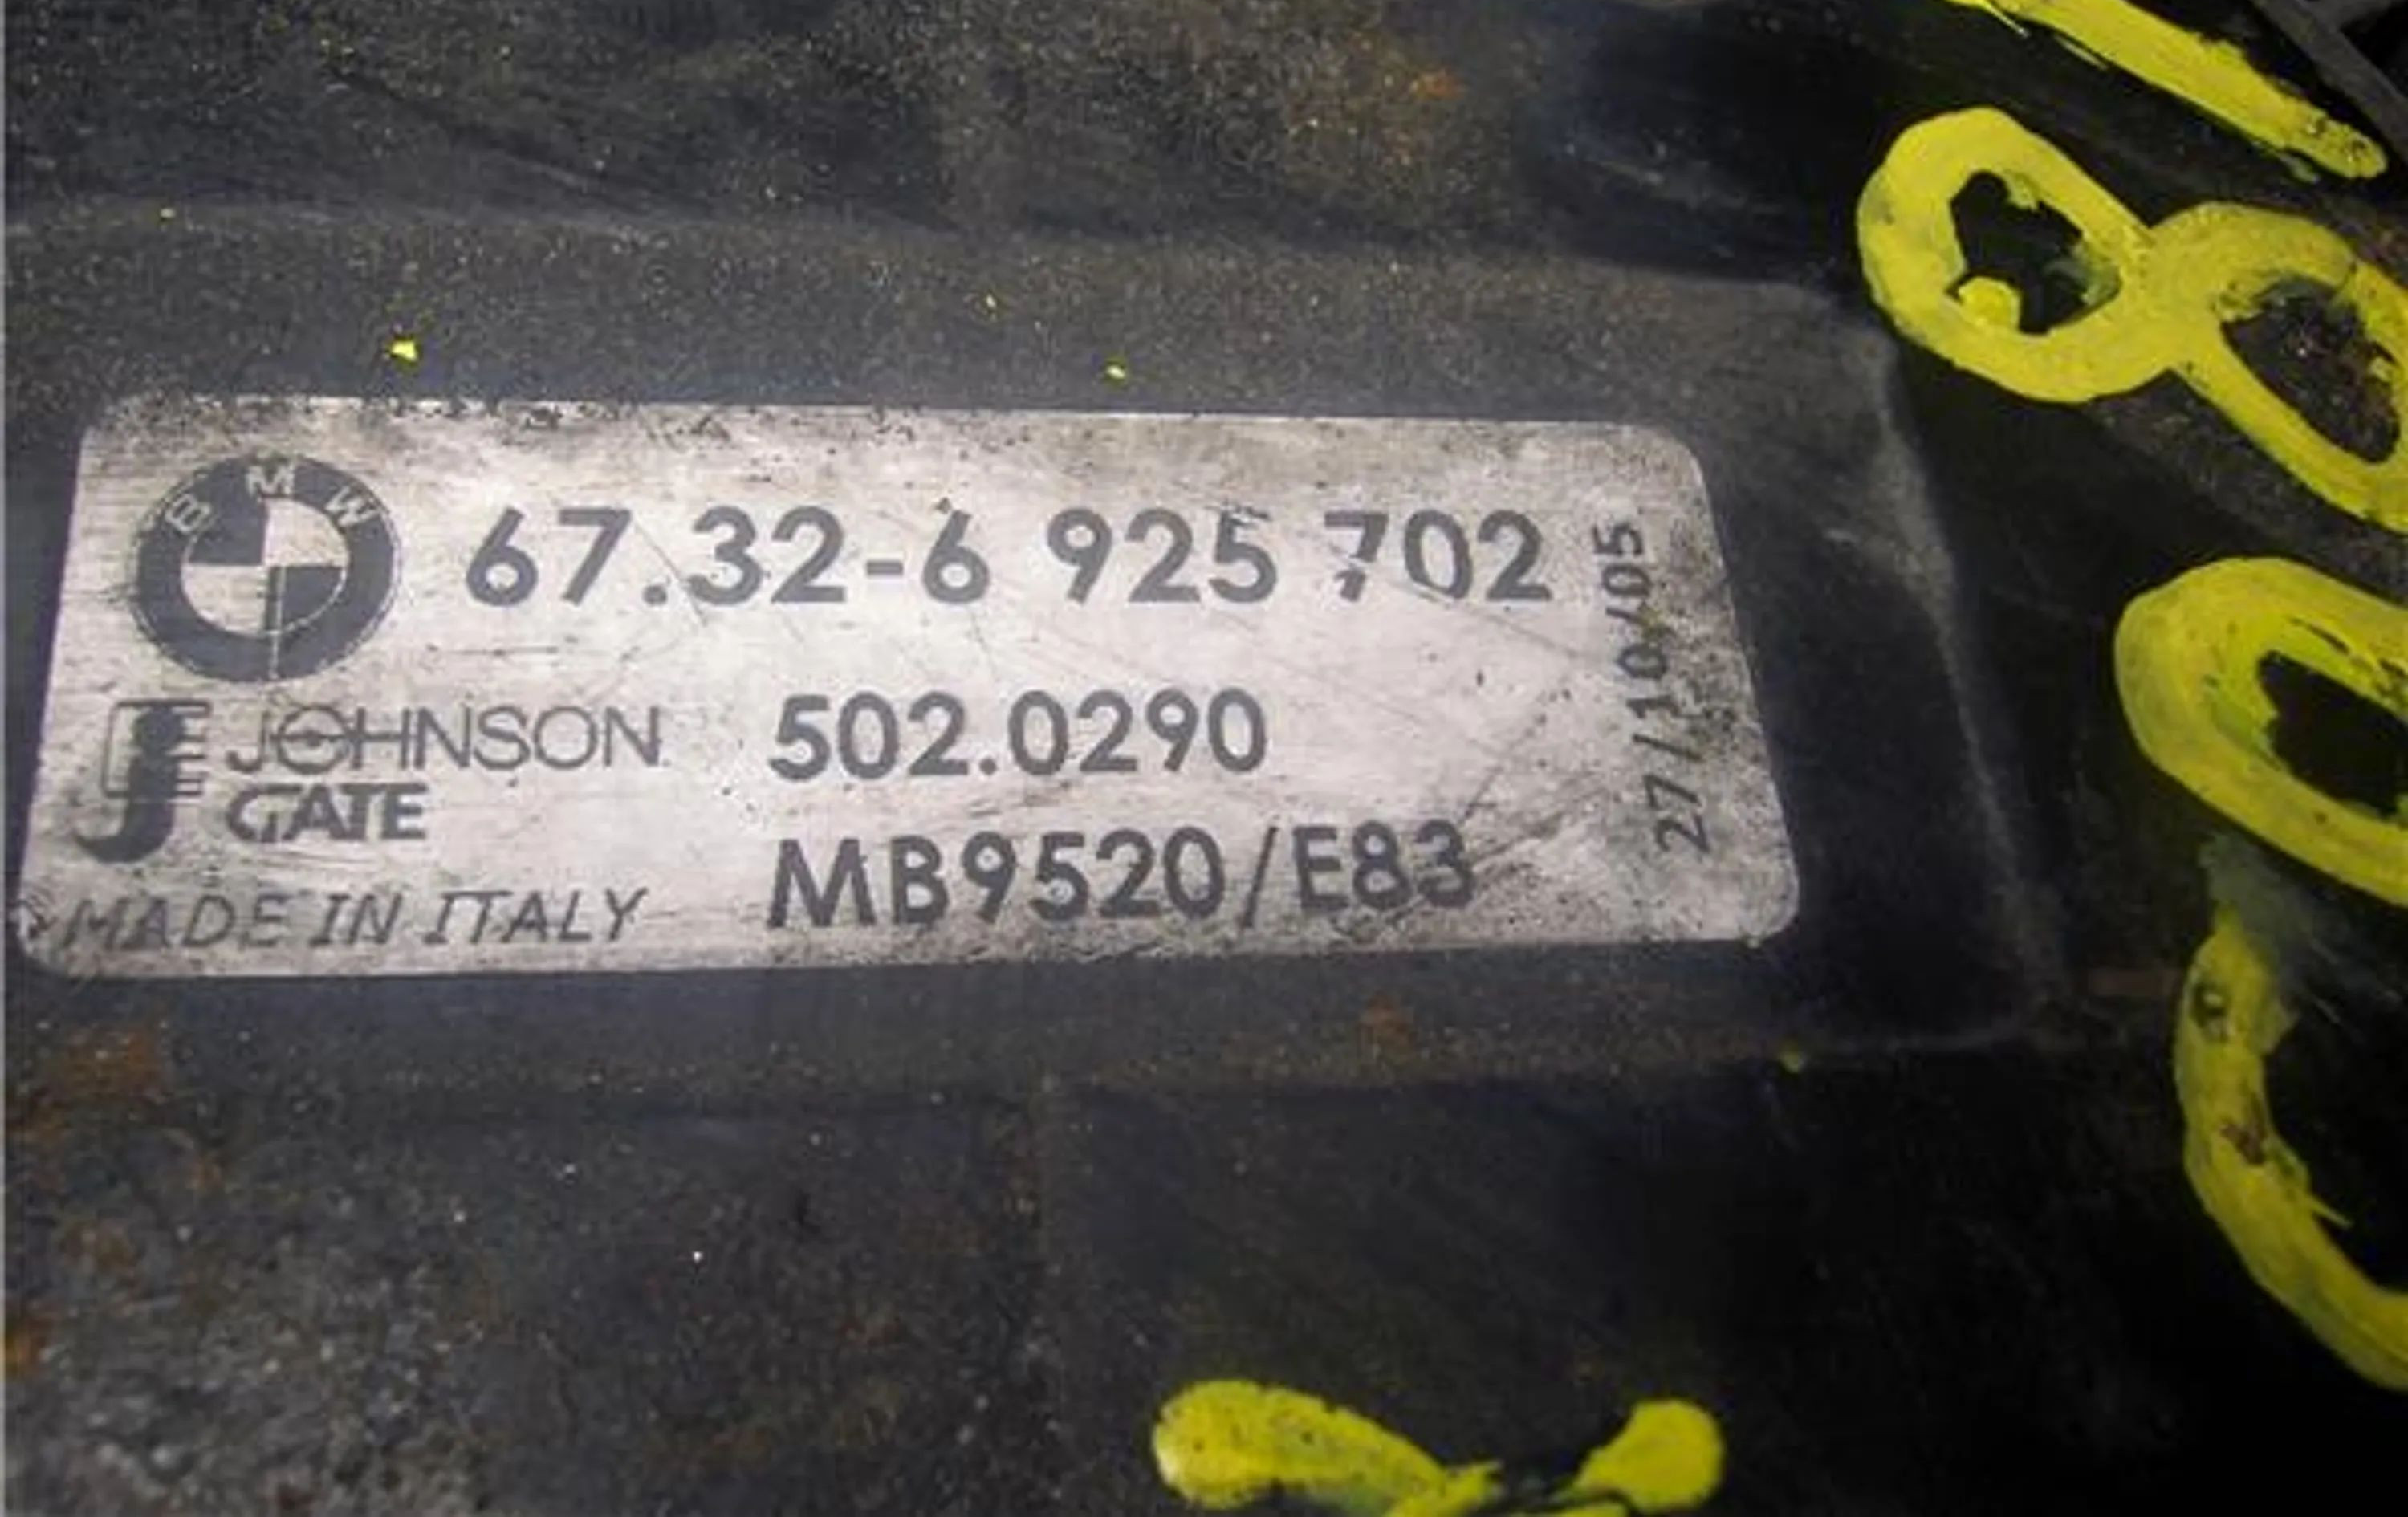 BMW
67.32-6 925 702
27/10/05
JOHNSON
GATE
502.0290
MB9520/E83
MADE IN ITALY